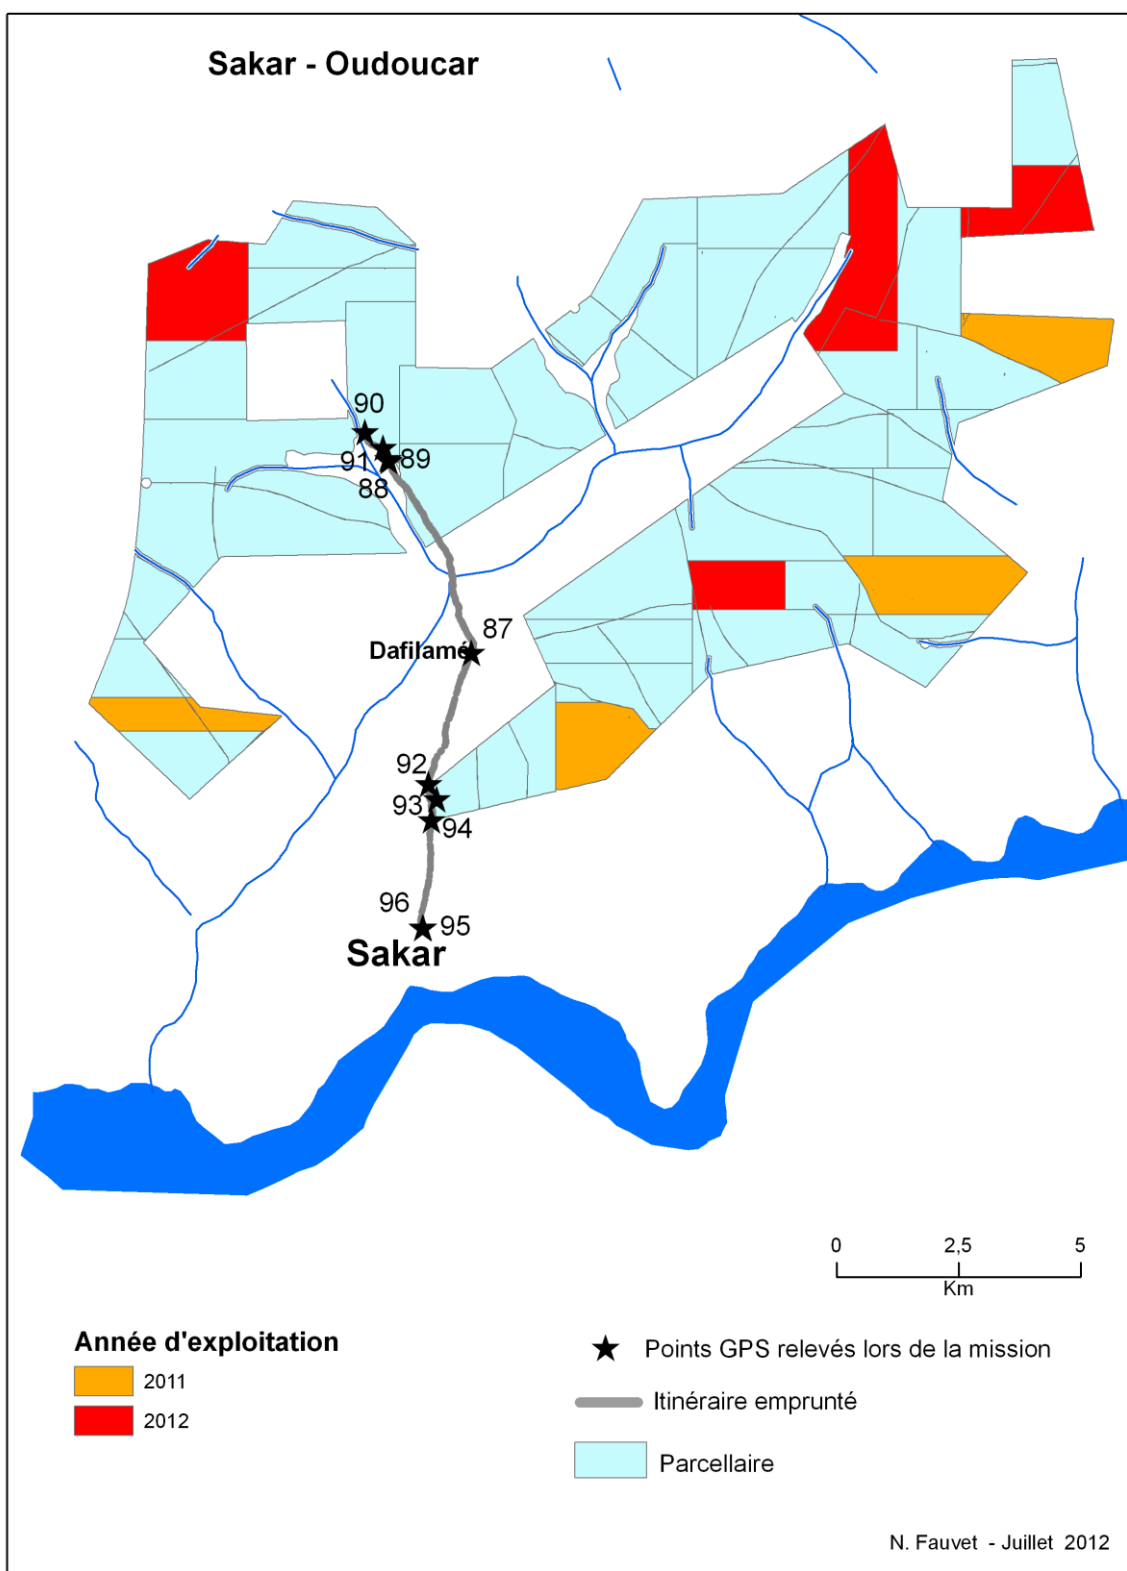 Sakar - Oudoucar
90
91
89
88
87
Dafilamé
92
93
94
96
95
Sakar
0 2,5 5
Km
Année d'exploitation
2011
2012
Points GPS relevés lors de la mission
Itinéraire emprunté
Parcellaire
N. Fauvet - Juillet 2012